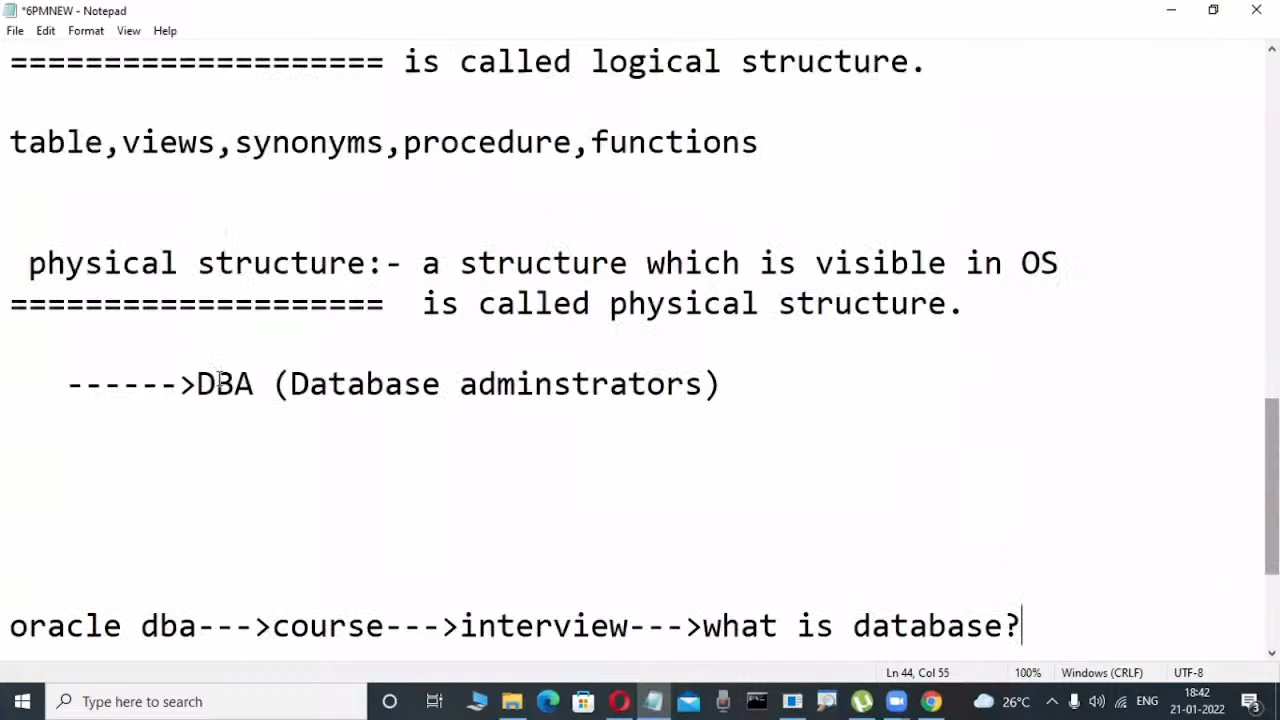 *6PMNEW - Notepad
File Edit Format View Help
==================== is called logical structure.
table,views,synonyms,procedure,functions
physical structure:- a structure which is visible in OS
==================== is called physical structure.
------>DBA (Database adminstrators)
oracle dba--->course--->interview--->what is database?
Ln 44, Col 55 100% Windows (CRLF) UTF-8
Type here to search
26°C ENG 18:42 21-01-2022 3